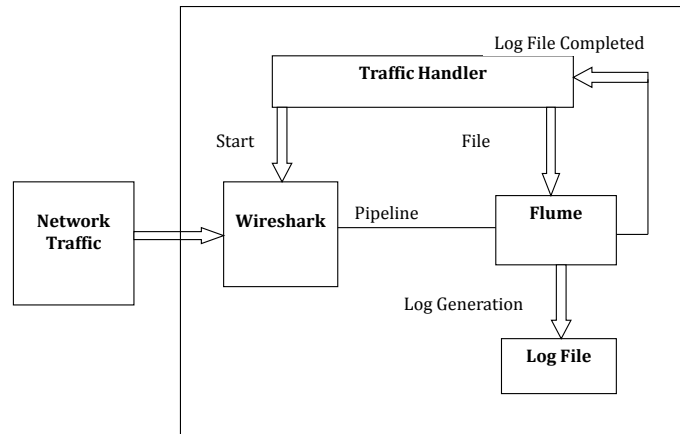 Log File Completed
Traffic Handler
Start
File
Network
Traffic
Wireshark
Pipeline
Flume
Log Generation
Log File